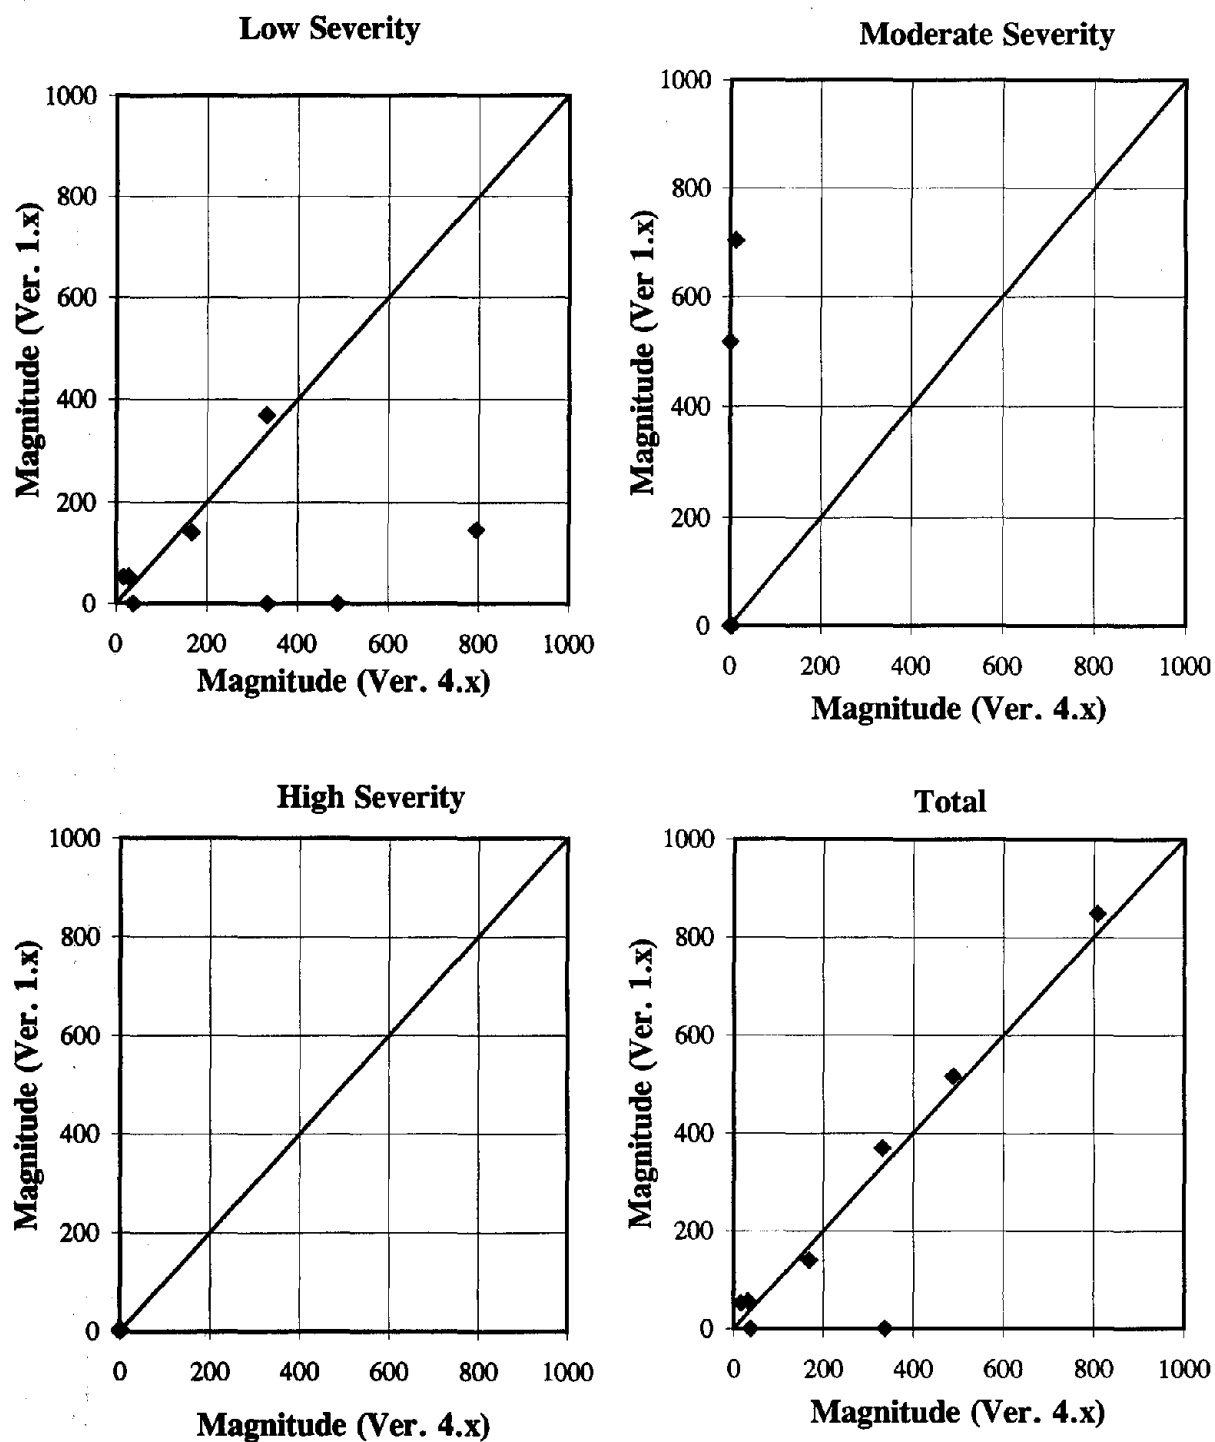 Low Severity
1000
800
600
400
200
0
0 200 400 600 800 1000
Magnitude (Ver. 1.x)
Magnitude (Ver. 4.x)
Moderate Severity
1000
800
600
400
200
0
0 200 400 600 800 1000
Magnitude (Ver 1.x)
Magnitude (Ver. 4.x)
High Severity
1000
800
600
400
200
0
0 200 400 600 800 1000
Magnitude (Ver. 1.x)
Magnitude (Ver. 4.x)
Total
1000
800
600
400
200
0
0 200 400 600 800 1000
Magnitude (Ver. 1.x)
Magnitude (Ver. 4.x)